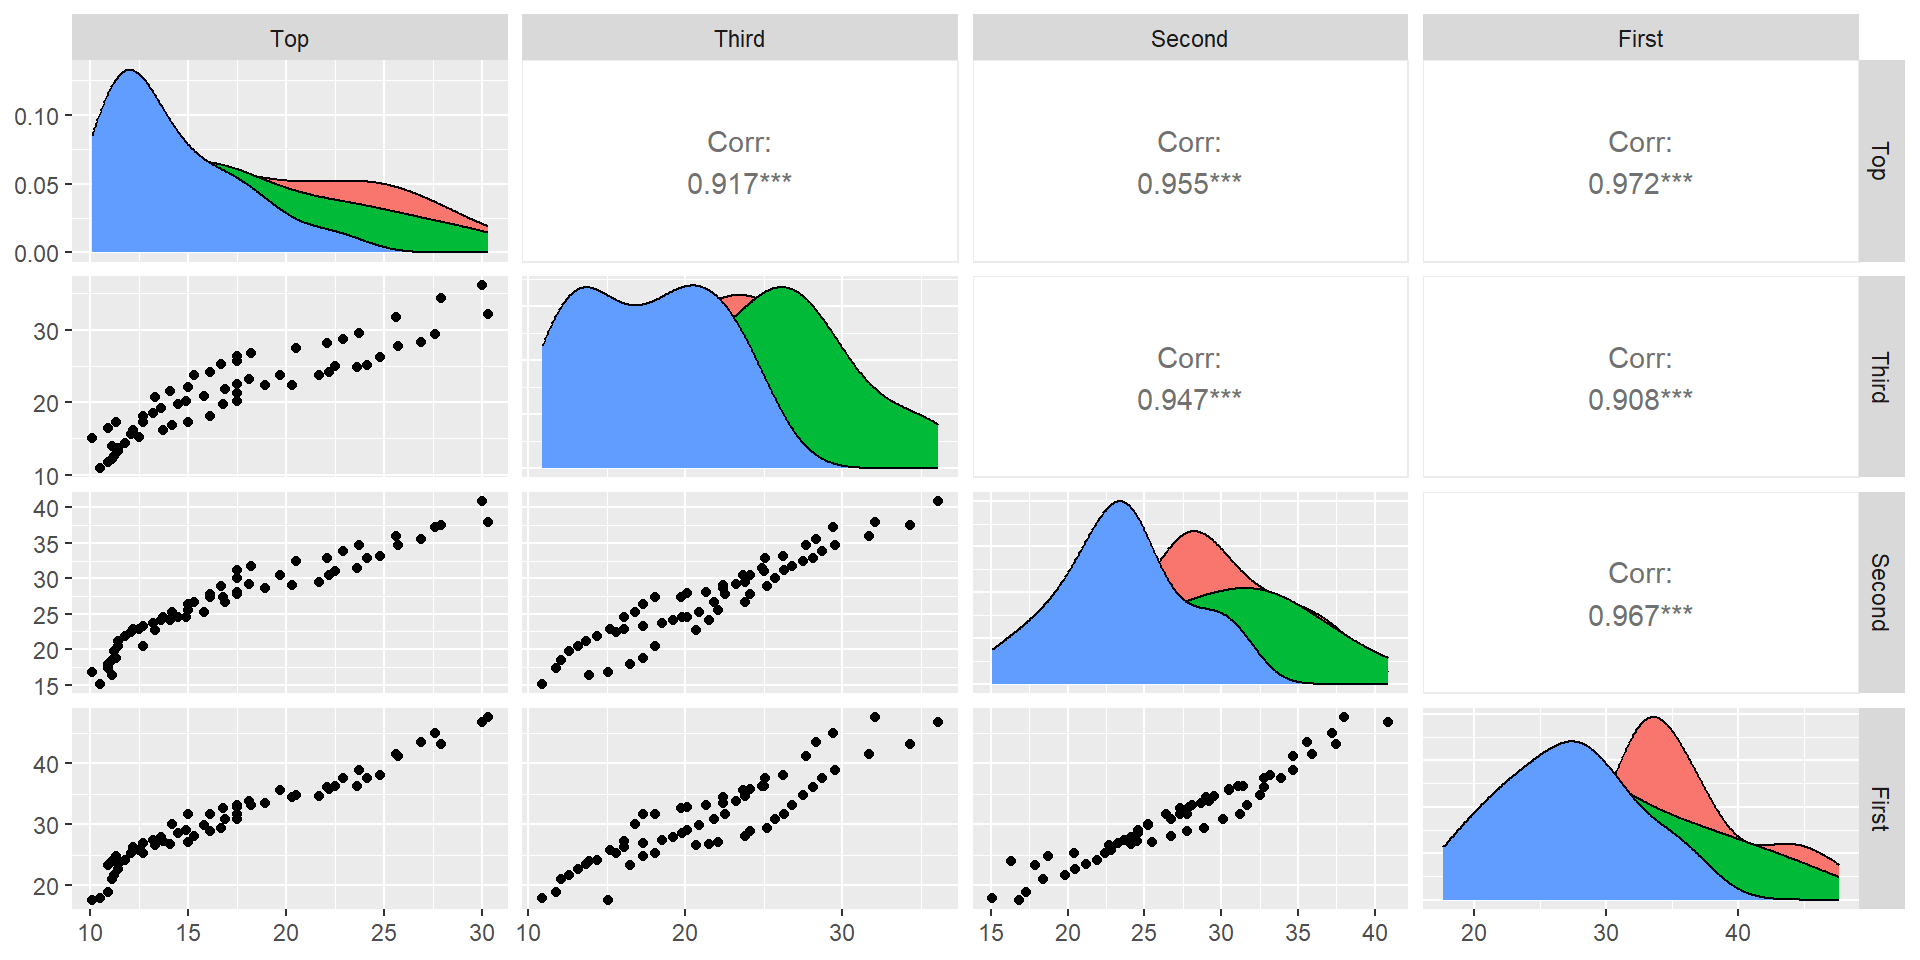 Top Third Second First
0.10
0.05
0.00
Corr:
0.917***
Corr:
0.955***
Corr:
0.972***
Top
30
20
10
Corr:
0.947***
Corr:
0.908***
Third
40
35
30
25
20
15
Corr:
0.967***
Second
40
30
20
First
10 15 20 25 30
10 20 30
15 20 25 30 35 40
20 30 40